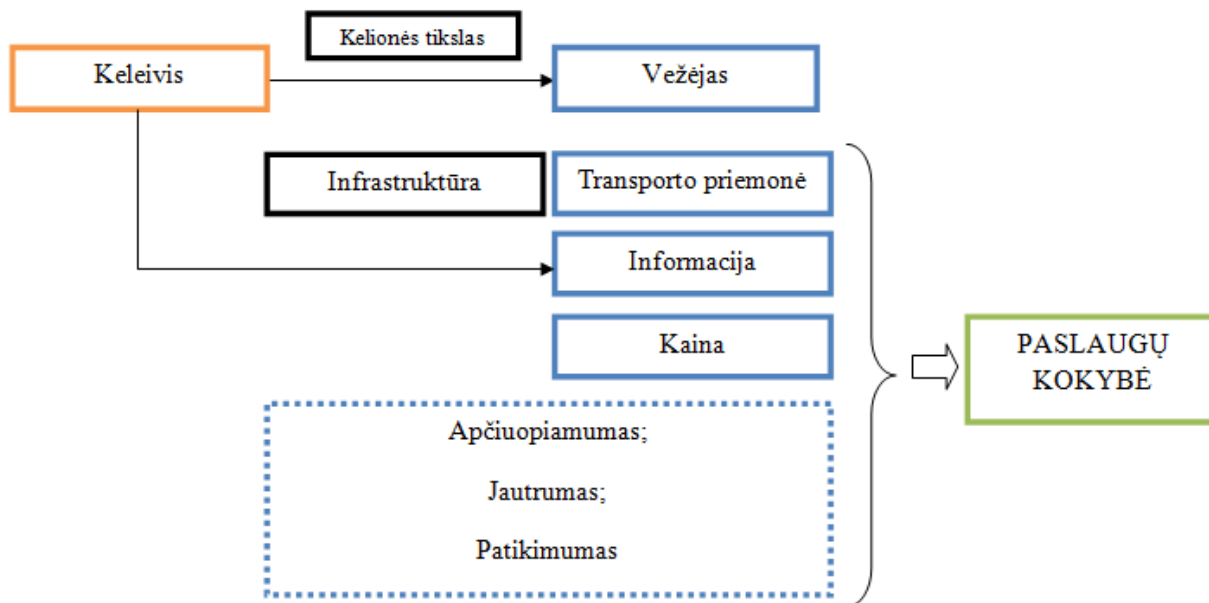 Kelionės tikslas
Keleivis
Vežėjas
Infrastruktūra
Transporto priemonė
Informacija
Kaina
PASLAUGŲ
KOKYBĖ
Apčiuopiamumas;
Jautrumas;
Patikimumas